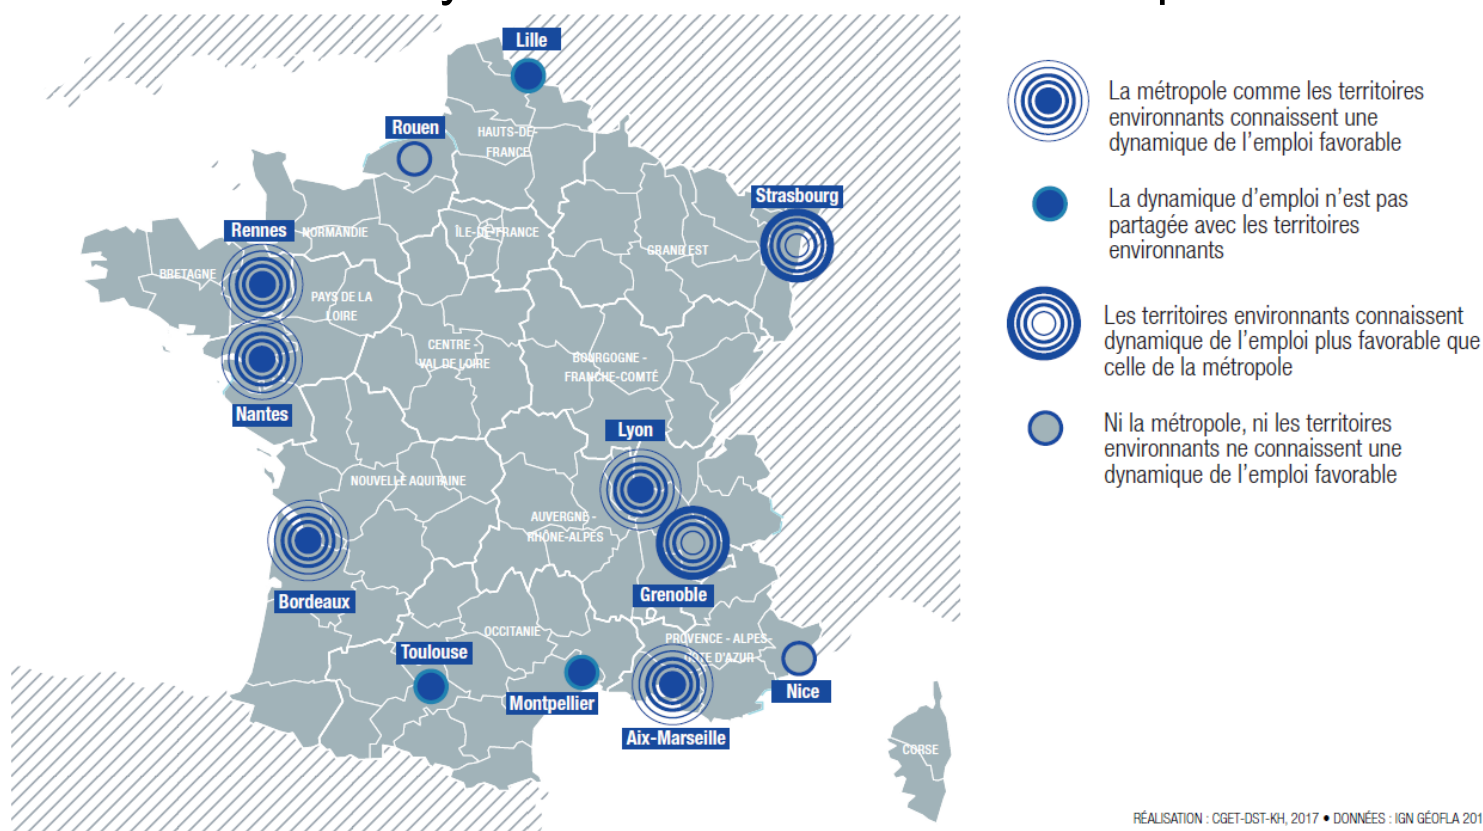 Lille
Rouen
HAUTS-DE-
FRANCE
Strasbourg
Rennes
NORMANDIE
ÎLE-DE-FRANCE
GRAND EST
BRETAGNE
PAYS DE LA
LOIRE
CENTRE -
VAL DE LOIRE
BOURGOGNE -
FRANCHE-COMTÉ
Nantes
Lyon
NOUVELLE AQUITAINE
AUVERGNE -
RHÔNE-ALPES
Bordeaux
Grenoble
OCCITANIE
PROVENCE - ALPES-
CÔTE D'AZUR
Toulouse
Montpellier
Nice
Aix-Marseille
CORSE
La métropole comme les territoires
environnants connaissent une
dynamique de l'emploi favorable
La dynamique d'emploi n'est pas
partagée avec les territoires
environnants
Les territoires environnants connaissent
dynamique de l'emploi plus favorable que
celle de la métropole
Ni la métropole, ni les territoires
environnants ne connaissent une
dynamique de l'emploi favorable
RÉALISATION : CGET-DST-KH, 2017 • DONNÉES : IGN GÉOFLA 201